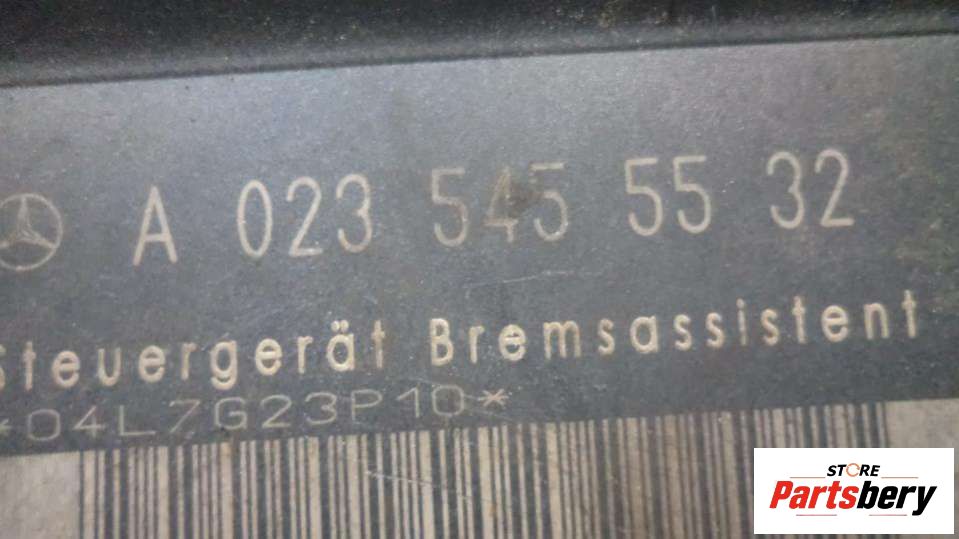 A 023 545 55 32
Steuergerät Bremsassistent
*04L7G23P10*
STORE
Partsbery